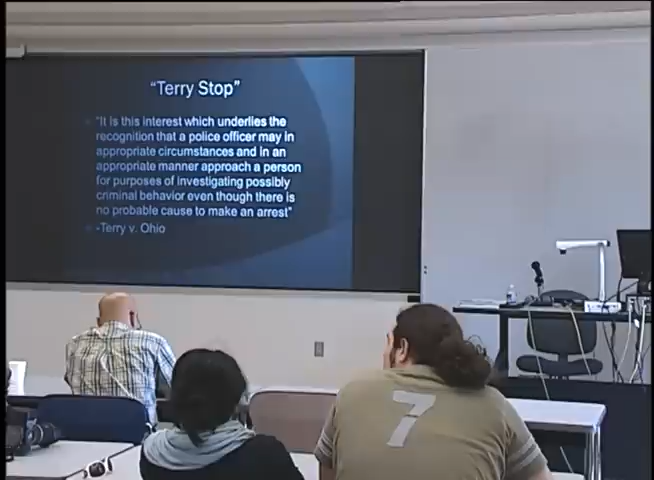 "Terry Stop"
"It is this interest which underlies the
recognition that a police officer may in
appropriate circumstances and in an
appropriate manner approach a person
for purposes of investigating possibly
criminal behavior even though there is
no probable cause to make an arrest"
-Terry v. Ohio
7